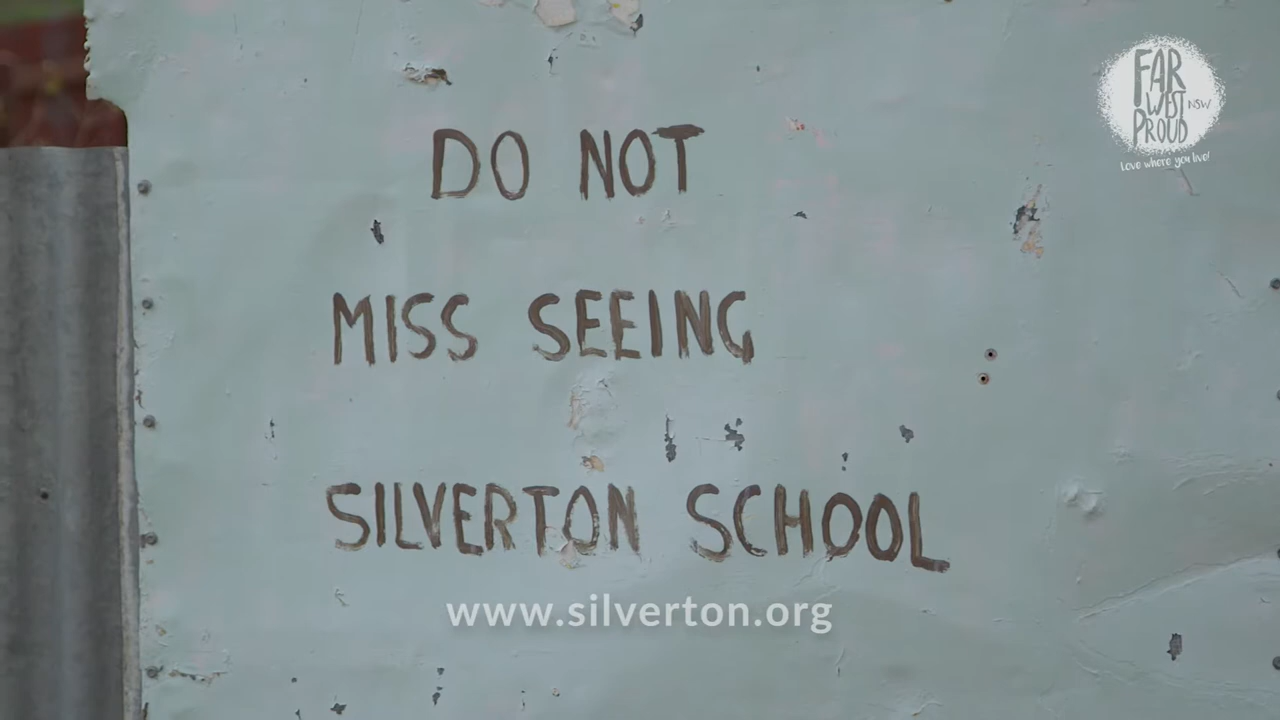 DO NOT
MISS SEEING
SILVERTON SCHOOL
www.silverton.org
FAR
WEST NSW
PROUD
Love where you live!